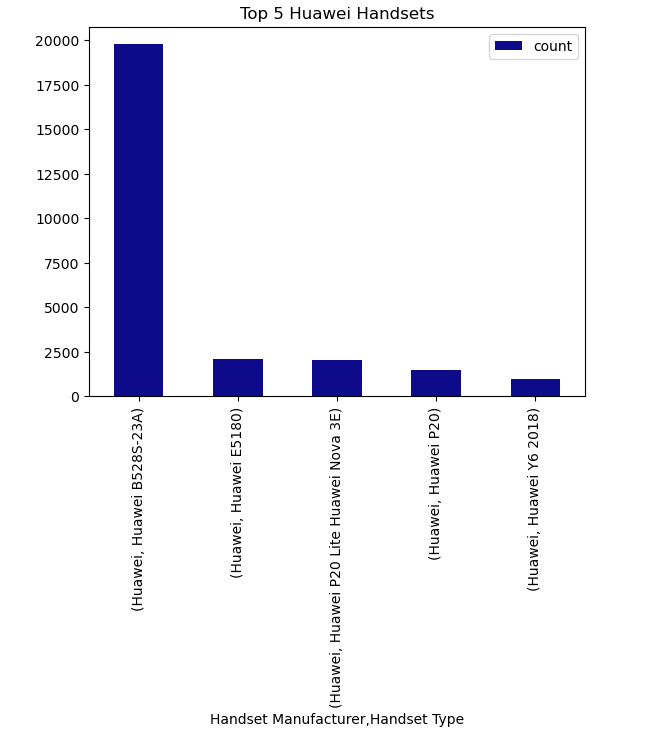 Top 5 Huawei Handsets
count
20000
17500
15000
12500
10000
7500
5000
2500
0
(Huawei, Huawei B528S-23A)
(Huawei, Huawei E5180)
(Huawei, Huawei P20 Lite Huawei Nova 3E)
(Huawei, Huawei P20)
(Huawei, Huawei Y6 2018)
Handset Manufacturer,Handset Type